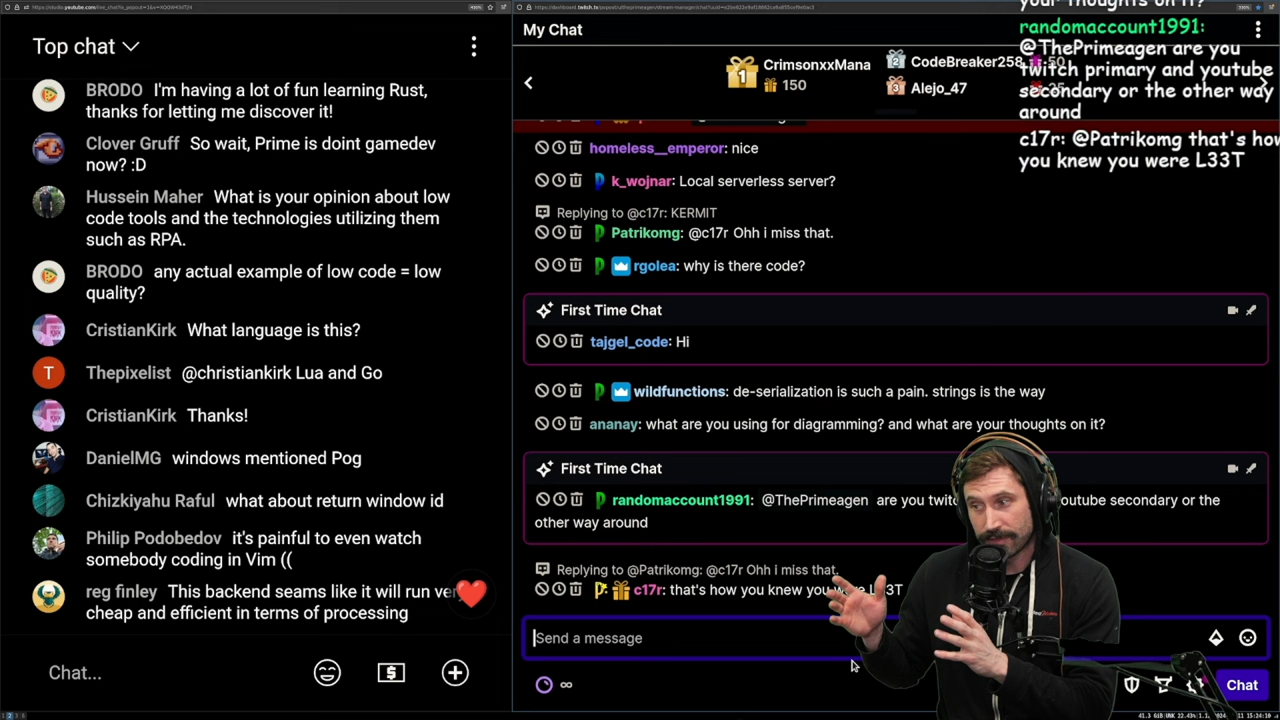 Top chat
BRODO I'm having a lot of fun learning Rust,
thanks for letting me discover it!
Clover Gruff So wait, Prime is doint gamedev
now? :D
Hussein Maher What is your opinion about low
code tools and the technologies utilizing them
such as RPA.
BRODO any actual example of low code = low
quality?
CristianKirk What language is this?
T
Thepixelist @christiankirk Lua and Go
CristianKirk Thanks!
DanielMG windows mentioned Pog
Chizkiyahu Raful what about return window id
Philip Podobedov it's painful to even watch
somebody coding in Vim ((
reg finley This backend seams like it will run
cheap and efficient in terms of processing
Chat...
My Chat
1
CrimsonxxMana
150
2
CodeBreaker258
50
3
Alejo_47
homeless__emperor: nice
k_wojnar: Local serverless server?
Replying to @c17r: KERMIT
Patrikomg: @c17r Ohh i miss that.
rgolea: why is there code?
First Time Chat
tajgel_code: Hi
wildfunctions: de-serialization is such a pain. strings is the way
ananay: what are you using for diagramming? and what are your thoughts on it?
First Time Chat
randomaccount1991: @ThePrimeagen are you secondary or the
other way around
Replying to @Patrikomg: @c17r Ohh i miss that.
c17r: that's how you knew you
Send a message
∞
Chat
your thoughts on it?
randomaccount1991:
@ThePrimeagen are you
twitch primary and youtube
secondary or the other way
around
c17r: @Patrikomg that's how
you knew you were L33T